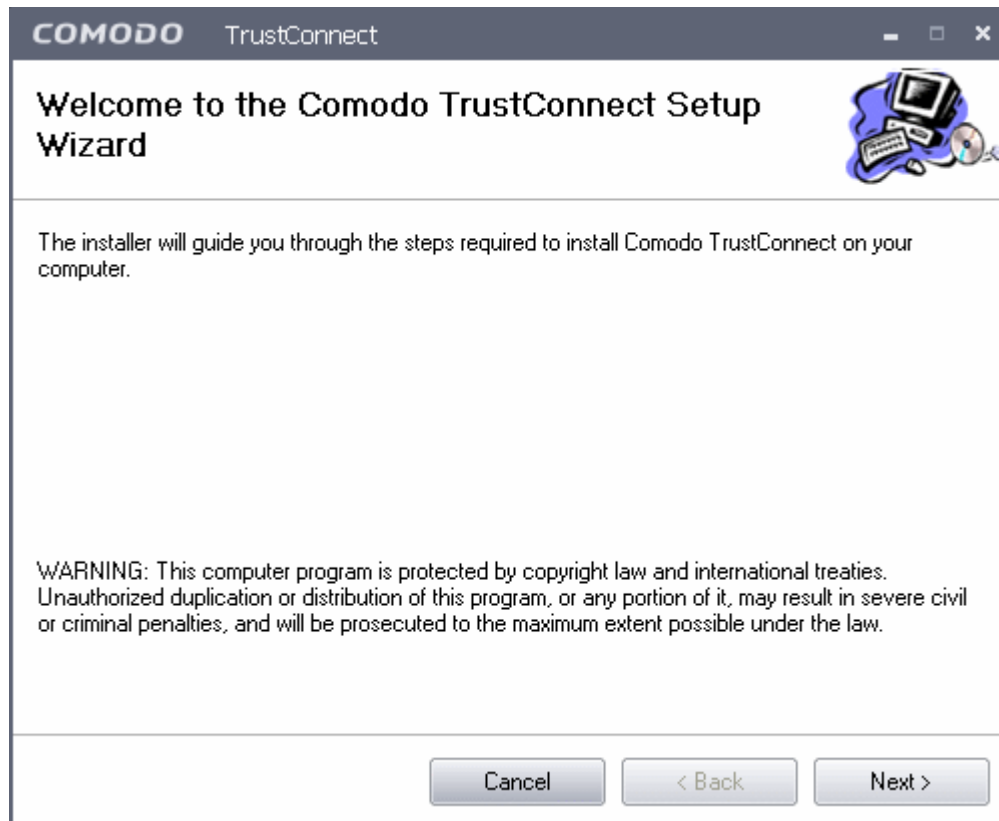 COMODO TrustConnect
Welcome to the Comodo TrustConnect Setup
Wizard
The installer will guide you through the steps required to install Comodo TrustConnect on your
computer.
WARNING: This computer program is protected by copyright law and international treaties.
Unauthorized duplication or distribution of this program, or any portion of it, may result in severe civil
or criminal penalties, and will be prosecuted to the maximum extent possible under the law.
Cancel < Back Next >